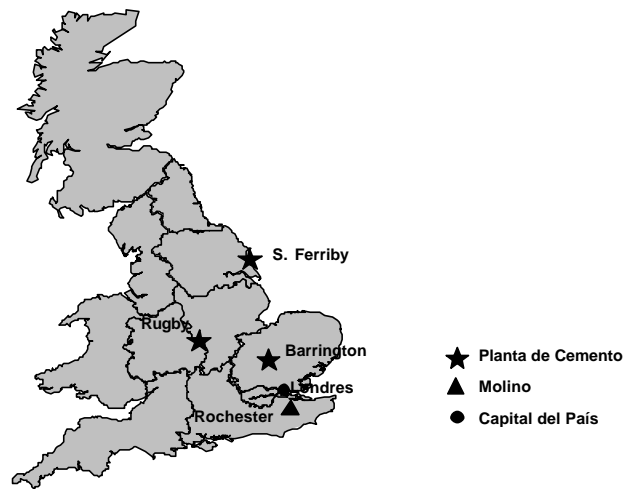 S. Ferriby
Rugby
Barrington
Londres
Rochester
Planta de Cemento
Molino
Capital del País